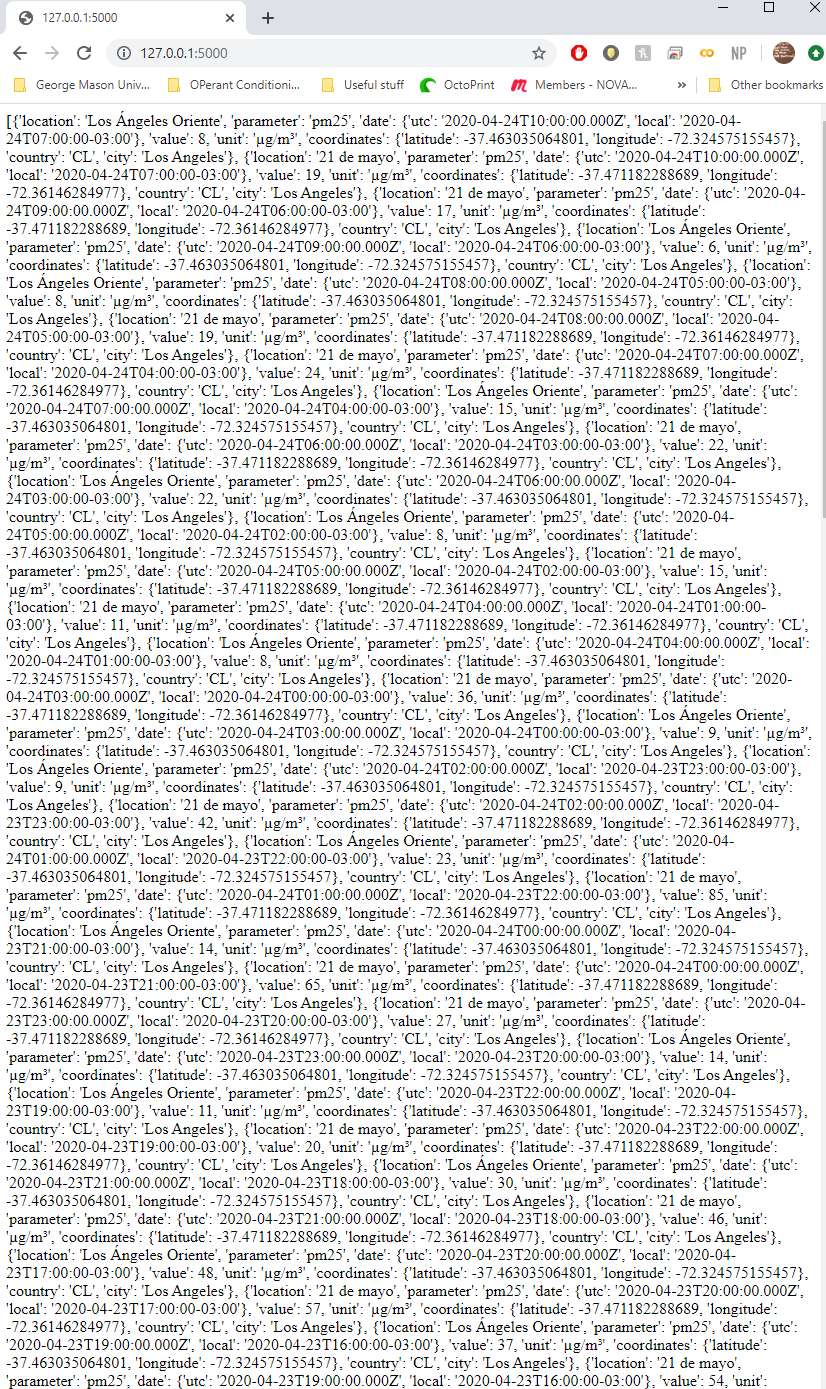 127.0.0.1:5000
127.0.0.1:5000
NP
George Mason Univ...
OPerant Conditioni...
Useful stuff
OctoPrint
Members - NOVA...
»
Other bookmarks
[{'location': 'Los Ángeles Oriente', 'parameter': 'pm25', 'date': {'utc': '2020-04-24T10:00:00.000Z', 'local': '2020-04-
24T07:00:00-03:00'}, 'value': 8, 'unit': 'µg/m³', 'coordinates': {'latitude': -37.463035064801, 'longitude': -72.324575155457},
'country': 'CL', 'city': 'Los Angeles'}, {'location': '21 de mayo', 'parameter': 'pm25', 'date': {'utc': '2020-04-24T10:00:00.000Z',
'local': '2020-04-24T07:00:00-03:00'}, 'value': 19, 'unit': 'µg/m³', 'coordinates': {'latitude': -37.471182288689, 'longitude':
-72.36146284977}, 'country': 'CL', 'city': 'Los Angeles'}, {'location': '21 de mayo', 'parameter': 'pm25', 'date': {'utc': '2020-04-
24T09:00:00.000Z', 'local': '2020-04-24T06:00:00-03:00'}, 'value': 17, 'unit': 'µg/m³', 'coordinates': {'latitude':
-37.471182288689, 'longitude': -72.36146284977}, 'country': 'CL', 'city': 'Los Angeles'}, {'location': 'Los Ángeles Oriente',
'parameter': 'pm25', 'date': {'utc': '2020-04-24T09:00:00.000Z', 'local': '2020-04-24T06:00:00-03:00'}, 'value': 6, 'unit': 'µg/m³',
'coordinates': {'latitude': -37.463035064801, 'longitude': -72.324575155457}, 'country': 'CL', 'city': 'Los Angeles'}, {'location':
'Los Ángeles Oriente', 'parameter': 'pm25', 'date': {'utc': '2020-04-24T08:00:00.000Z', 'local': '2020-04-24T05:00:00-03:00'},
'value': 8, 'unit': 'µg/m³', 'coordinates': {'latitude': -37.463035064801, 'longitude': -72.324575155457}, 'country': 'CL', 'city':
'Los Angeles'}, {'location': '21 de mayo', 'parameter': 'pm25', 'date': {'utc': '2020-04-24T08:00:00.000Z', 'local': '2020-04-
24T05:00:00-03:00'}, 'value': 19, 'unit': 'µg/m³', 'coordinates': {'latitude': -37.471182288689, 'longitude': -72.36146284977},
'country': 'CL', 'city': 'Los Angeles'}, {'location': '21 de mayo', 'parameter': 'pm25', 'date': {'utc': '2020-04-24T07:00:00.000Z',
'local': '2020-04-24T04:00:00-03:00'}, 'value': 24, 'unit': 'µg/m³', 'coordinates': {'latitude': -37.471182288689, 'longitude':
-72.36146284977}, 'country': 'CL', 'city': 'Los Angeles'}, {'location': 'Los Ángeles Oriente', 'parameter': 'pm25', 'date': {'utc':
'2020-04-24T07:00:00.000Z', 'local': '2020-04-24T04:00:00-03:00'}, 'value': 15, 'unit': 'µg/m³', 'coordinates': {'latitude':
-37.463035064801, 'longitude': -72.324575155457}, 'country': 'CL', 'city': 'Los Angeles'}, {'location': '21 de mayo',
'parameter': 'pm25', 'date': {'utc': '2020-04-24T06:00:00.000Z', 'local': '2020-04-24T03:00:00-03:00'}, 'value': 22, 'unit':
'µg/m³', 'coordinates': {'latitude': -37.471182288689, 'longitude': -72.36146284977}, 'country': 'CL', 'city': 'Los Angeles'},
{'location': 'Los Ángeles Oriente', 'parameter': 'pm25', 'date': {'utc': '2020-04-24T06:00:00.000Z', 'local': '2020-04-
24T03:00:00-03:00'}, 'value': 22, 'unit': 'µg/m³', 'coordinates': {'latitude': -37.463035064801, 'longitude': -72.324575155457},
'country': 'CL', 'city': 'Los Angeles'}, {'location': 'Los Ángeles Oriente', 'parameter': 'pm25', 'date': {'utc': '2020-04-
24T05:00:00.000Z', 'local': '2020-04-24T02:00:00-03:00'}, 'value': 8, 'unit': 'µg/m³', 'coordinates': {'latitude':
-37.463035064801, 'longitude': -72.324575155457}, 'country': 'CL', 'city': 'Los Angeles'}, {'location': '21 de mayo',
'parameter': 'pm25', 'date': {'utc': '2020-04-24T05:00:00.000Z', 'local': '2020-04-24T02:00:00-03:00'}, 'value': 15, 'unit':
'µg/m³', 'coordinates': {'latitude': -37.471182288689, 'longitude': -72.36146284977}, 'country': 'CL', 'city': 'Los Angeles'},
{'location': '21 de mayo', 'parameter': 'pm25', 'date': {'utc': '2020-04-24T04:00:00.000Z', 'local': '2020-04-24T01:00:00-
03:00'}, 'value': 11, 'unit': 'µg/m³', 'coordinates': {'latitude': -37.471182288689, 'longitude': -72.36146284977}, 'country': 'CL',
'city': 'Los Angeles'}, {'location': 'Los Ángeles Oriente', 'parameter': 'pm25', 'date': {'utc': '2020-04-24T04:00:00.000Z', 'local':
'2020-04-24T01:00:00-03:00'}, 'value': 8, 'unit': 'µg/m³', 'coordinates': {'latitude': -37.463035064801, 'longitude':
-72.324575155457}, 'country': 'CL', 'city': 'Los Angeles'}, {'location': '21 de mayo', 'parameter': 'pm25', 'date': {'utc': '2020-
04-24T03:00:00.000Z', 'local': '2020-04-24T00:00:00-03:00'}, 'value': 36, 'unit': 'µg/m³', 'coordinates': {'latitude':
-37.471182288689, 'longitude': -72.36146284977}, 'country': 'CL', 'city': 'Los Angeles'}, {'location': 'Los Ángeles Oriente',
'parameter': 'pm25', 'date': {'utc': '2020-04-24T03:00:00.000Z', 'local': '2020-04-24T00:00:00-03:00'}, 'value': 9, 'unit': 'µg/m³',
'coordinates': {'latitude': -37.463035064801, 'longitude': -72.324575155457}, 'country': 'CL', 'city': 'Los Angeles'}, {'location':
'Los Ángeles Oriente', 'parameter': 'pm25', 'date': {'utc': '2020-04-24T02:00:00.000Z', 'local': '2020-04-23T23:00:00-03:00'},
'value': 9, 'unit': 'µg/m³', 'coordinates': {'latitude': -37.463035064801, 'longitude': -72.324575155457}, 'country': 'CL', 'city':
'Los Angeles'}, {'location': '21 de mayo', 'parameter': 'pm25', 'date': {'utc': '2020-04-24T02:00:00.000Z', 'local': '2020-04-
23T23:00:00-03:00'}, 'value': 42, 'unit': 'µg/m³', 'coordinates': {'latitude': -37.471182288689, 'longitude': -72.36146284977},
'country': 'CL', 'city': 'Los Angeles'}, {'location': 'Los Ángeles Oriente', 'parameter': 'pm25', 'date': {'utc': '2020-04-
24T01:00:00.000Z', 'local': '2020-04-23T22:00:00-03:00'}, 'value': 23, 'unit': 'µg/m³', 'coordinates': {'latitude':
-37.463035064801, 'longitude': -72.324575155457}, 'country': 'CL', 'city': 'Los Angeles'}, {'location': '21 de mayo',
'parameter': 'pm25', 'date': {'utc': '2020-04-24T01:00:00.000Z', 'local': '2020-04-23T22:00:00-03:00'}, 'value': 85, 'unit':
'µg/m³', 'coordinates': {'latitude': -37.471182288689, 'longitude': -72.36146284977}, 'country': 'CL', 'city': 'Los Angeles'},
{'location': 'Los Ángeles Oriente', 'parameter': 'pm25', 'date': {'utc': '2020-04-24T00:00:00.000Z', 'local': '2020-04-
23T21:00:00-03:00'}, 'value': 14, 'unit': 'µg/m³', 'coordinates': {'latitude': -37.463035064801, 'longitude': -72.324575155457},
'country': 'CL', 'city': 'Los Angeles'}, {'location': '21 de mayo', 'parameter': 'pm25', 'date': {'utc': '2020-04-24T00:00:00.000Z',
'local': '2020-04-23T21:00:00-03:00'}, 'value': 65, 'unit': 'µg/m³', 'coordinates': {'latitude': -37.471182288689, 'longitude':
-72.36146284977}, 'country': 'CL', 'city': 'Los Angeles'}, {'location': '21 de mayo', 'parameter': 'pm25', 'date': {'utc': '2020-04-
23T23:00:00.000Z', 'local': '2020-04-23T20:00:00-03:00'}, 'value': 27, 'unit': 'µg/m³', 'coordinates': {'latitude':
-37.471182288689, 'longitude': -72.36146284977}, 'country': 'CL', 'city': 'Los Angeles'}, {'location': 'Los Ángeles Oriente',
'parameter': 'pm25', 'date': {'utc': '2020-04-23T23:00:00.000Z', 'local': '2020-04-23T20:00:00-03:00'}, 'value': 14, 'unit':
'µg/m³', 'coordinates': {'latitude': -37.463035064801, 'longitude': -72.324575155457}, 'country': 'CL', 'city': 'Los Angeles'},
{'location': 'Los Ángeles Oriente', 'parameter': 'pm25', 'date': {'utc': '2020-04-23T22:00:00.000Z', 'local': '2020-04-
23T19:00:00-03:00'}, 'value': 11, 'unit': 'µg/m³', 'coordinates': {'latitude': -37.463035064801, 'longitude': -72.324575155457},
'country': 'CL', 'city': 'Los Angeles'}, {'location': '21 de mayo', 'parameter': 'pm25', 'date': {'utc': '2020-04-23T22:00:00.000Z',
'local': '2020-04-23T19:00:00-03:00'}, 'value': 20, 'unit': 'µg/m³', 'coordinates': {'latitude': -37.471182288689, 'longitude':
-72.36146284977}, 'country': 'CL', 'city': 'Los Angeles'}, {'location': 'Los Ángeles Oriente', 'parameter': 'pm25', 'date': {'utc':
'2020-04-23T21:00:00.000Z', 'local': '2020-04-23T18:00:00-03:00'}, 'value': 30, 'unit': 'µg/m³', 'coordinates': {'latitude':
-37.463035064801, 'longitude': -72.324575155457}, 'country': 'CL', 'city': 'Los Angeles'}, {'location': '21 de mayo',
'parameter': 'pm25', 'date': {'utc': '2020-04-23T21:00:00.000Z', 'local': '2020-04-23T18:00:00-03:00'}, 'value': 46, 'unit':
'µg/m³', 'coordinates': {'latitude': -37.471182288689, 'longitude': -72.36146284977}, 'country': 'CL', 'city': 'Los Angeles'},
{'location': 'Los Ángeles Oriente', 'parameter': 'pm25', 'date': {'utc': '2020-04-23T20:00:00.000Z', 'local': '2020-04-
23T17:00:00-03:00'}, 'value': 48, 'unit': 'µg/m³', 'coordinates': {'latitude': -37.463035064801, 'longitude': -72.324575155457},
'country': 'CL', 'city': 'Los Angeles'}, {'location': '21 de mayo', 'parameter': 'pm25', 'date': {'utc': '2020-04-23T20:00:00.000Z',
'local': '2020-04-23T17:00:00-03:00'}, 'value': 57, 'unit': 'µg/m³', 'coordinates': {'latitude': -37.471182288689, 'longitude':
-72.36146284977}, 'country': 'CL', 'city': 'Los Angeles'}, {'location': 'Los Ángeles Oriente', 'parameter': 'pm25', 'date': {'utc':
'2020-04-23T19:00:00.000Z', 'local': '2020-04-23T16:00:00-03:00'}, 'value': 37, 'unit': 'µg/m³', 'coordinates': {'latitude':
-37.463035064801, 'longitude': -72.324575155457}, 'country': 'CL', 'city': 'Los Angeles'}, {'location': '21 de mayo',
'parameter': 'pm25', 'date': {'utc': '2020-04-23T19:00:00.000Z', 'local': '2020-04-23T16:00:00-03:00'}, 'value': 54, 'unit':